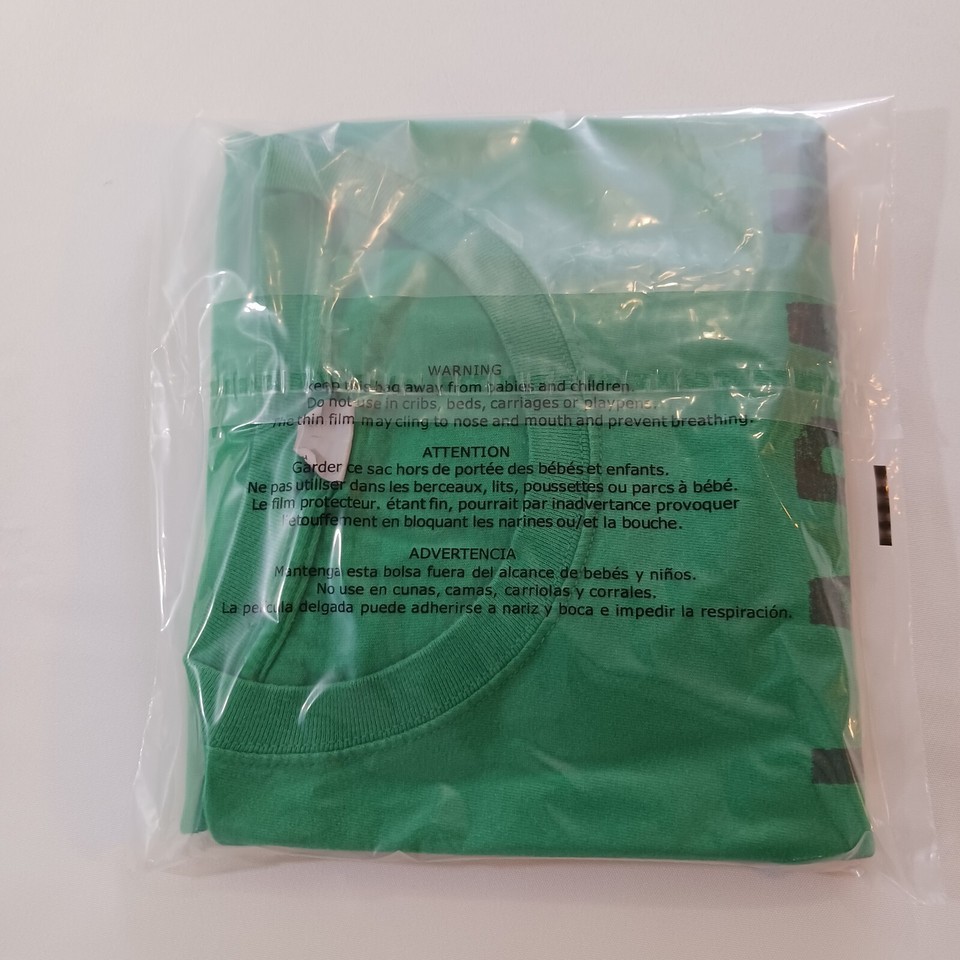 WARNING
keep this bag away from babies and children.
Do not use in cribs, beds, carriages or playpens.
The thin film may cling to nose and mouth and prevent breathing.
ATTENTION
Garder ce sac hors de portée des bébés et enfants.
Ne pas utiliser dans les berceaux, lits, poussettes ou parcs à bébé.
Le film protecteur. étant fin, pourrait par inadvertance provoquer
l'étouffement en bloquant les narines ou/et la bouche.
ADVERTENCIA
Mantenga esta bolsa fuera del alcance de bebés y niños.
No use en cunas, camas, carriolas y corrales.
La pelicula delgada puede adherirse a nariz y boca e impedir la respiración.